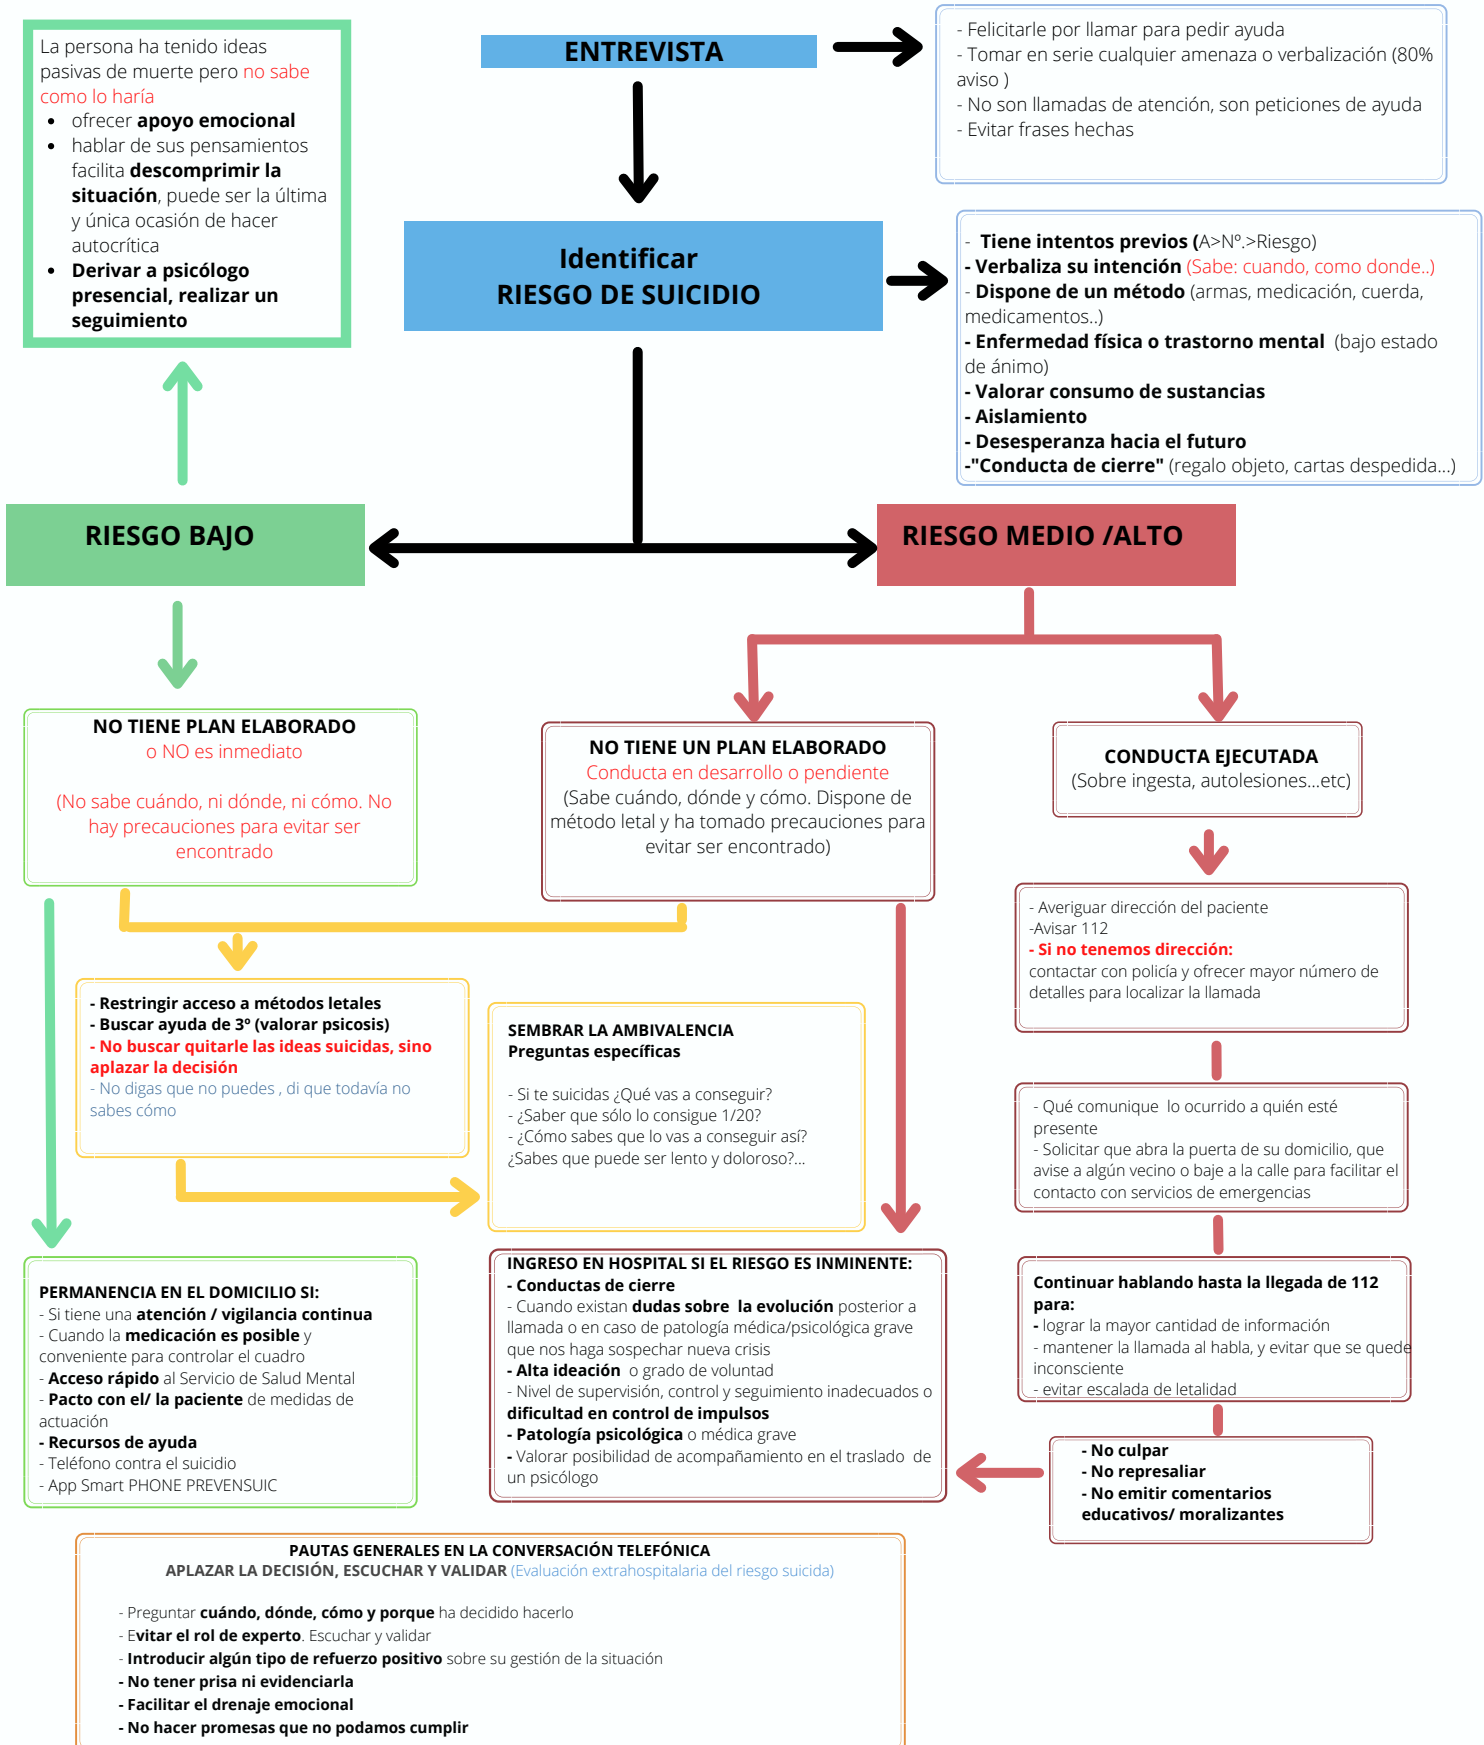 La persona ha tenido ideas
pasivas de muerte pero no sabe
como lo haría
• ofrecer apoyo emocional
• hablar de sus pensamientos
facilita descomprimir la
situación, puede ser la última
y única ocasión de hacer
autocrítica
• Derivar a psicólogo
presencial, realizar un
seguimiento
ENTREVISTA
- Felicitarle por llamar para pedir ayuda
- Tomar en serie cualquier amenaza o verbalización (80%
aviso )
- No son llamadas de atención, son peticiones de ayuda
- Evitar frases hechas
Identificar
RIESGO DE SUICIDIO
- Tiene intentos previos (A>Nº.>Riesgo)
- Verbaliza su intención (Sabe: cuando, como donde..)
- Dispone de un método (armas, medicación, cuerda,
medicamentos..)
- Enfermedad física o trastorno mental (bajo estado
de ánimo)
- Valorar consumo de sustancias
- Aislamiento
- Desesperanza hacia el futuro
-"Conducta de cierre" (regalo objeto, cartas despedida...)
RIESGO BAJO
RIESGO MEDIO /ALTO
NO TIENE PLAN ELABORADO
o NO es inmediato
(No sabe cuándo, ni dónde, ni cómo. No
hay precauciones para evitar ser
encontrado
NO TIENE UN PLAN ELABORADO
Conducta en desarrollo o pendiente
(Sabe cuándo, dónde y cómo. Dispone de
método letal y ha tomado precauciones para
evitar ser encontrado)
CONDUCTA EJECUTADA
(Sobre ingesta, autolesiones...etc)
- Averiguar dirección del paciente
-Avisar 112
- Si no tenemos dirección:
contactar con policía y ofrecer mayor número de
detalles para localizar la llamada
- Restringir acceso a métodos letales
- Buscar ayuda de 3º (valorar psicosis)
- No buscar quitarle las ideas suicidas, sino
aplazar la decisión
- No digas que no puedes , di que todavía no
sabes cómo
SEMBRAR LA AMBIVALENCIA
Preguntas específicas
- Si te suicidas ¿Qué vas a conseguir?
- ¿Saber que sólo lo consigue 1/20?
- ¿Cómo sabes que lo vas a conseguir así?
¿Sabes que puede ser lento y doloroso?...
- Qué comunique lo ocurrido a quién esté
presente
- Solicitar que abra la puerta de su domicilio, que
avise a algún vecino o baje a la calle para facilitar el
contacto con servicios de emergencias
PERMANENCIA EN EL DOMICILIO SI:
- Si tiene una atención / vigilancia continua
- Cuando la medicación es posible y
conveniente para controlar el cuadro
- Acceso rápido al Servicio de Salud Mental
- Pacto con el/ la paciente de medidas de
actuación
- Recursos de ayuda
- Teléfono contra el suicidio
- App Smart PHONE PREVENSUIC
INGRESO EN HOSPITAL SI EL RIESGO ES INMINENTE:
- Conductas de cierre
- Cuando existan dudas sobre la evolución posterior a
llamada o en caso de patología médica/psicológica grave
que nos haga sospechar nueva crisis
- Alta ideación o grado de voluntad
- Nivel de supervisión, control y seguimiento inadecuados o
dificultad en control de impulsos
- Patología psicológica o médica grave
- Valorar posibilidad de acompañamiento en el traslado de
un psicólogo
Continuar hablando hasta la llegada de 112
para:
- lograr la mayor cantidad de información
- mantener la llamada al habla, y evitar que se quede
inconsciente
- evitar escalada de letalidad
- No culpar
- No represaliar
- No emitir comentarios
educativos/ moralizantes
PAUTAS GENERALES EN LA CONVERSACIÓN TELEFÓNICA
APLAZAR LA DECISIÓN, ESCUCHAR Y VALIDAR (Evaluación extrahospitalaria del riesgo suicida)
- Preguntar cuándo, dónde, cómo y porque ha decidido hacerlo
- Evitar el rol de experto. Escuchar y validar
- Introducir algún tipo de refuerzo positivo sobre su gestión de la situación
- No tener prisa ni evidenciarla
- Facilitar el drenaje emocional
- No hacer promesas que no podamos cumplir